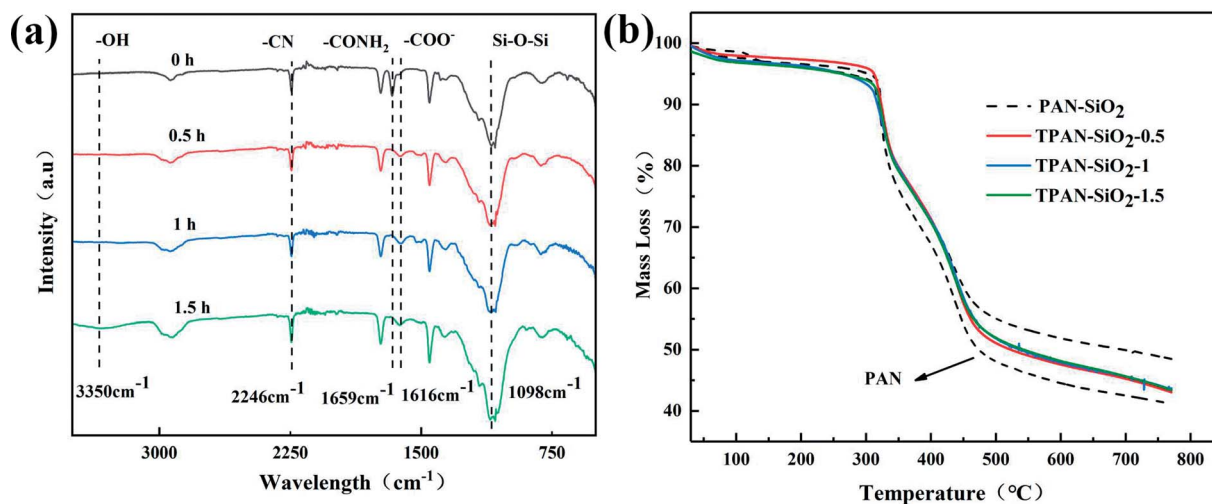 (a)
-OH
-CN
-CONH2
-COO-
Si-O-Si
0 h
0.5 h
1 h
1.5 h
3350cm-1
2246cm-1
1659cm-1
1616cm-1
1098cm-1
Intensity (a.u)
3000
2250
1500
750
Wavelength (cm-1)
(b)
100
90
80
70
60
50
40
Mass Loss (%)
PAN-SiO2
TPAN-SiO2-0.5
TPAN-SiO2-1
TPAN-SiO2-1.5
PAN
100
200
300
400
500
600
700
800
Temperature (℃)